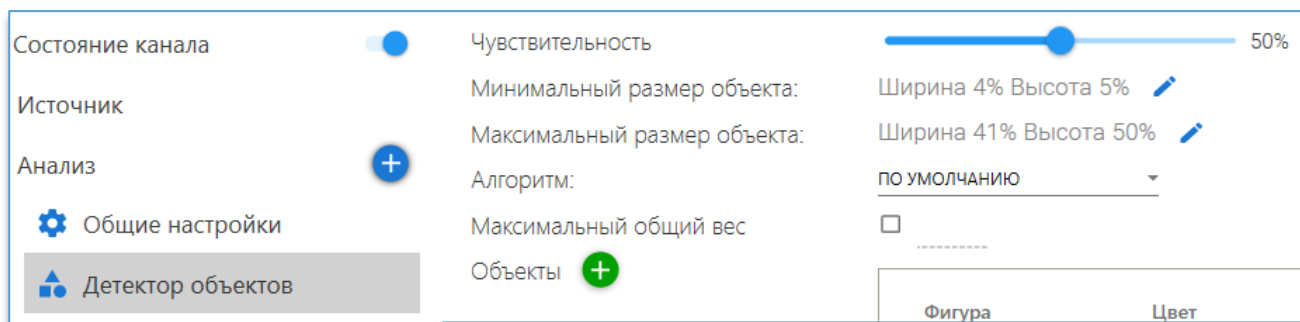 Состояние канала
Источник
Анализ
Общие настройки
Детектор объектов
Чувствительность 50%
Минимальный размер объекта: Ширина 4% Высота 5%
Максимальный размер объекта: Ширина 41% Высота 50%
Алгоритм: ПО УМОЛЧАНИЮ
Максимальный общий вес
Объекты
Фигура Цвет